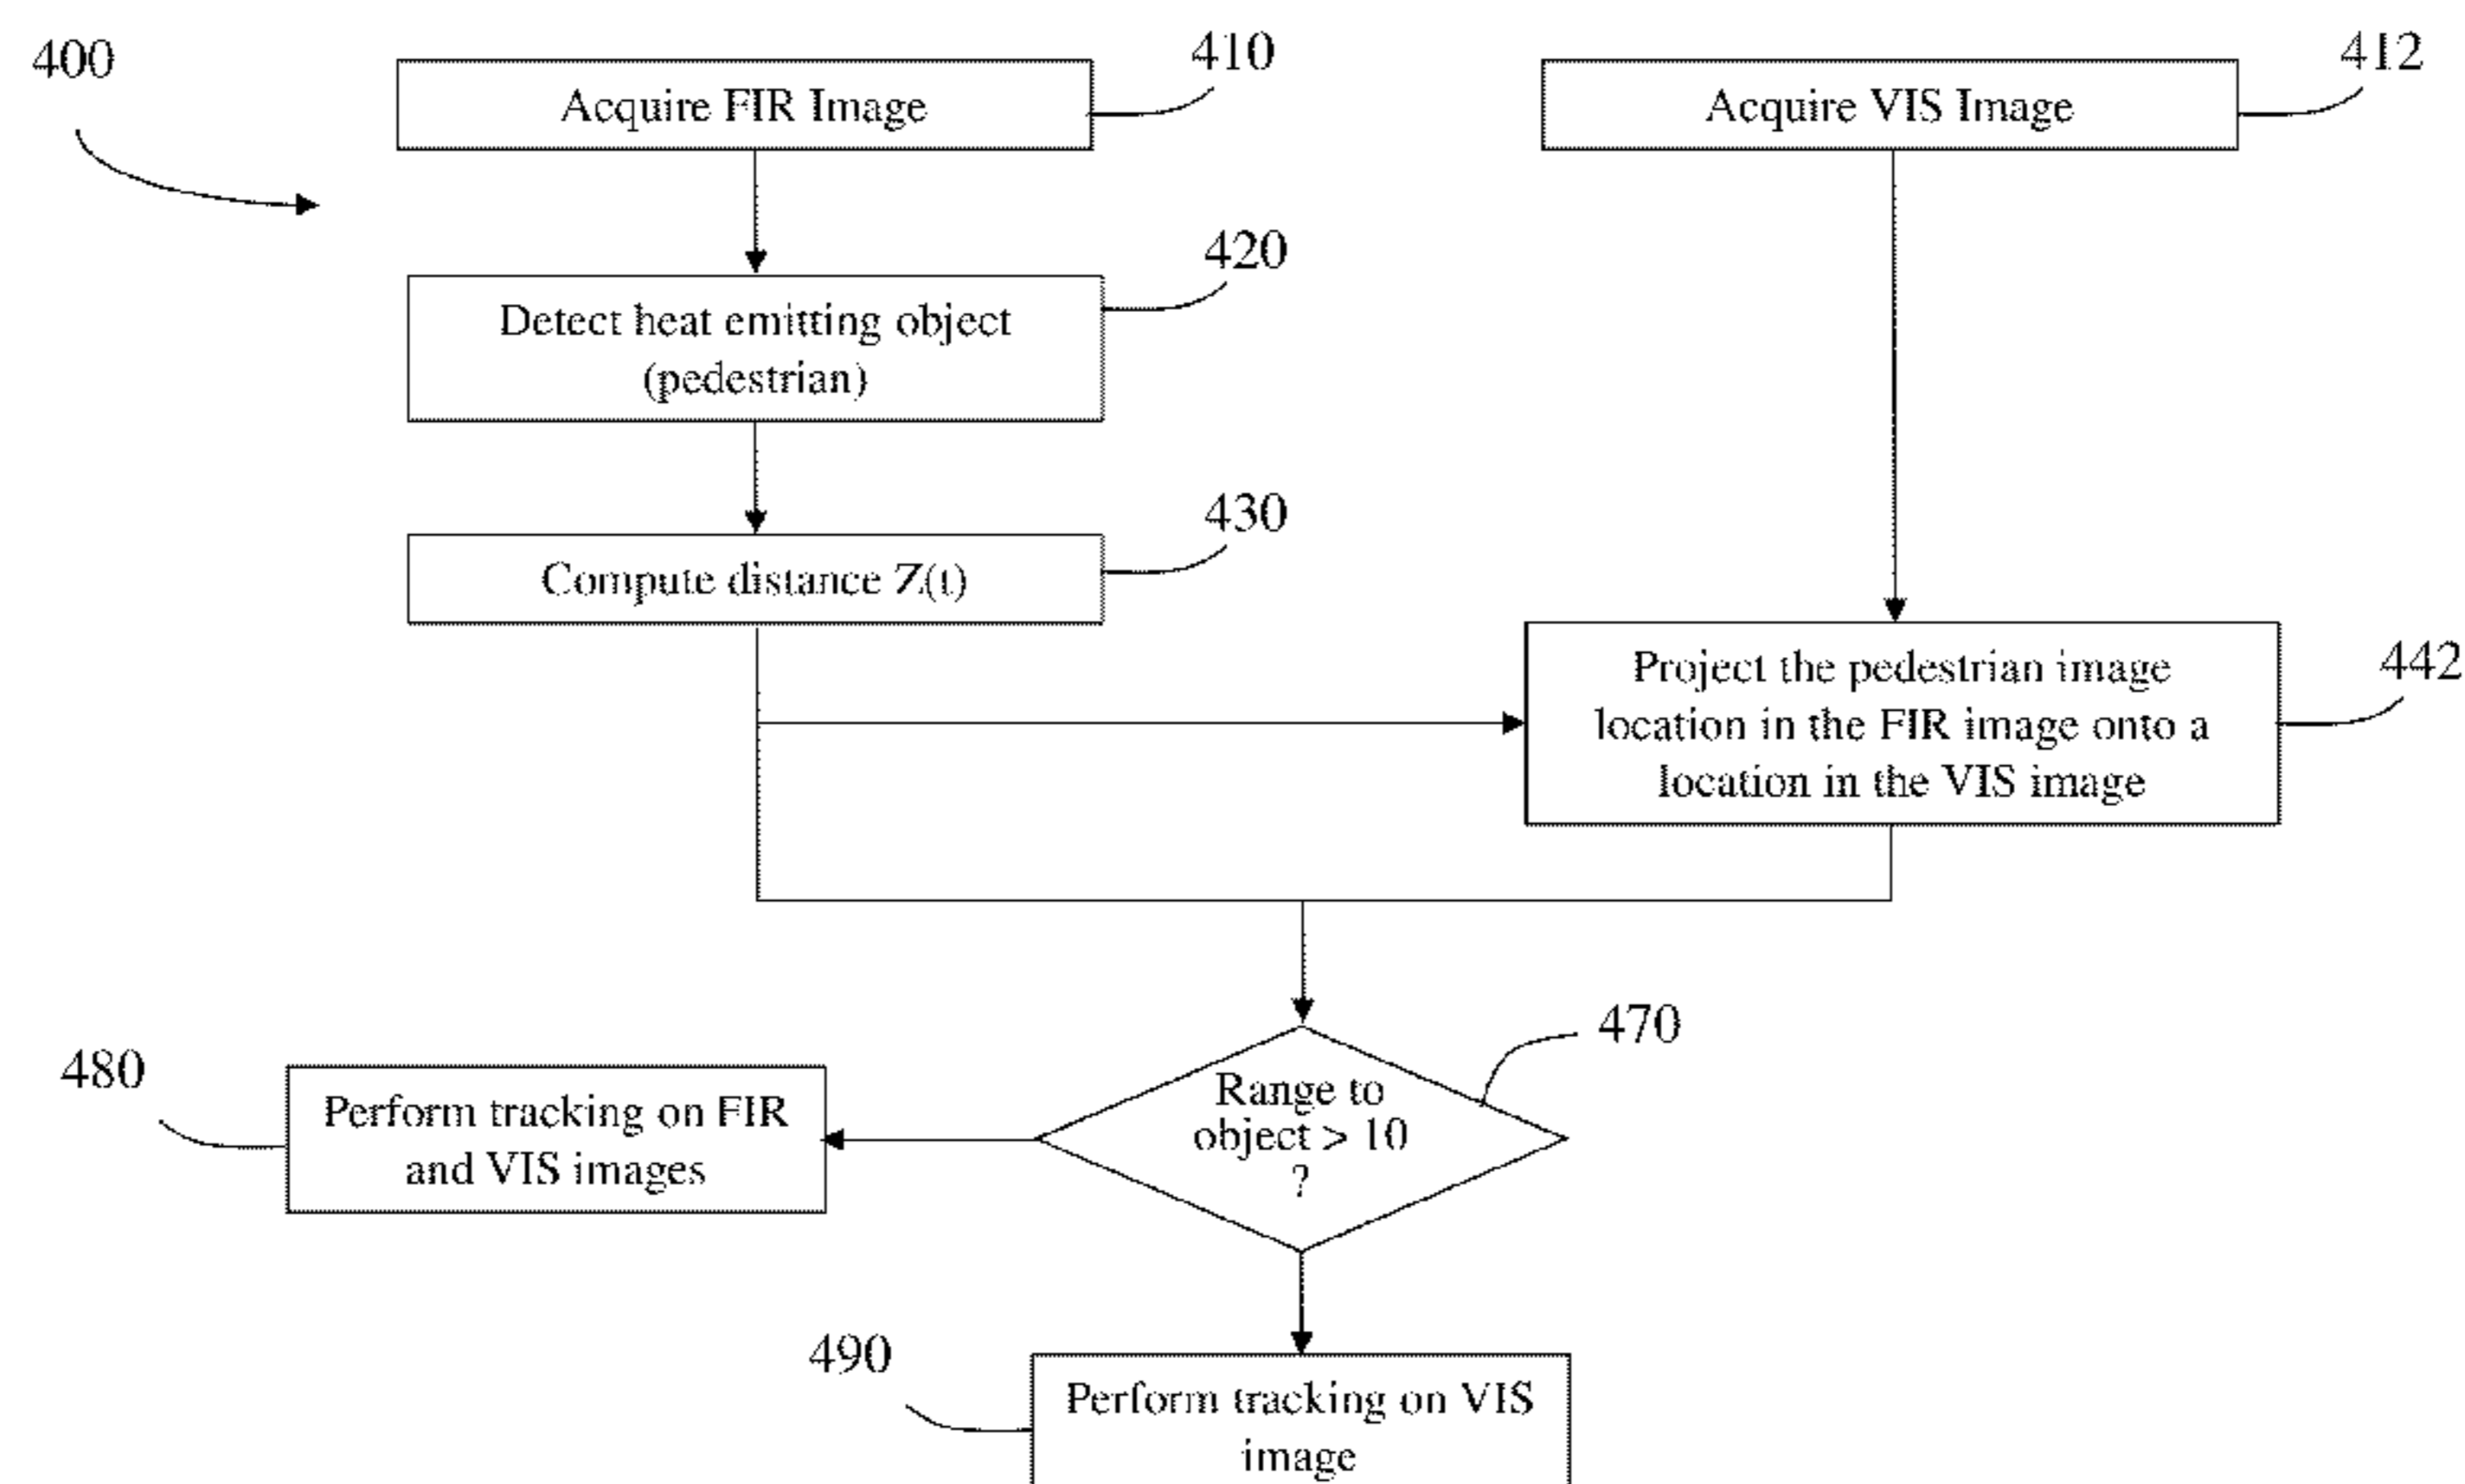 400
410
Acquire FIR Image
412
Acquire VIS Image
420
Detect heat emitting object
(pedestrian)
430
Compute distance Z(t)
442
Project the pedestrian image
location in the FIR image onto a
location in the VIS image
470
Range to
object > 10
?
480
Perform tracking on FIR
and VIS images
490
Perform tracking on VIS
image